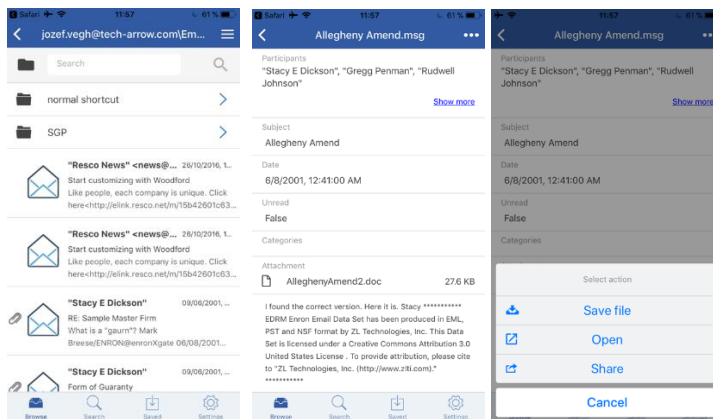 Safari 11:57 61 %
jozef.vegh@tech-arrow.com\Em...
Search
normal shortcut
SGP
"Resco News" <news@... 26/10/2016, 1...
Start customizing with Woodford
Like people, each company is unique. Click
here<http://elink.resco.net/m/15b42601c63...
"Resco News" <news@... 26/10/2016, 1...
Start customizing with Woodford
Like people, each company is unique. Click
here<http://elink.resco.net/m/15b42601c63...
"Stacy E Dickson" 09/06/2001, ...
RE: Sample Master Firm
What is a "gaurn"? Mark
Breese/ENRON@enronXgate 06/08/2001...
"Stacy E Dickson" 09/06/2001, ...
Form of Guaranty
Browse Search Saved Settings
Safari 11:57 61 %
Allegheny Amend.msg
Participants
"Stacy E Dickson", "Gregg Penman", "Rudwell
Johnson"
Show more
Subject
Allegheny Amend
Date
6/8/2001, 12:41:00 AM
Unread
False
Categories
Attachment
AlleghenyAmend2.doc 27.6 KB
I found the correct version. Here it is. Stacy ***********
EDRM Enron Email Data Set has been produced in EML,
PST and NSF format by ZL Technologies, Inc. This Data
Set is licensed under a Creative Commons Attribution 3.0
United States License . To provide attribution, please cite
to "ZL Technologies, Inc. (http://www.zlti.com)."
***********
Browse Search Saved Settings
11:57 61 %
Allegheny Amend.msg
Participants
"Stacy E Dickson", "Gregg Penman", "Rudwell
Johnson"
Show more
Subject
Allegheny Amend
Date
6/8/2001, 12:41:00 AM
Unread
False
Categories
Select action
Save file
Open
Share
Cancel